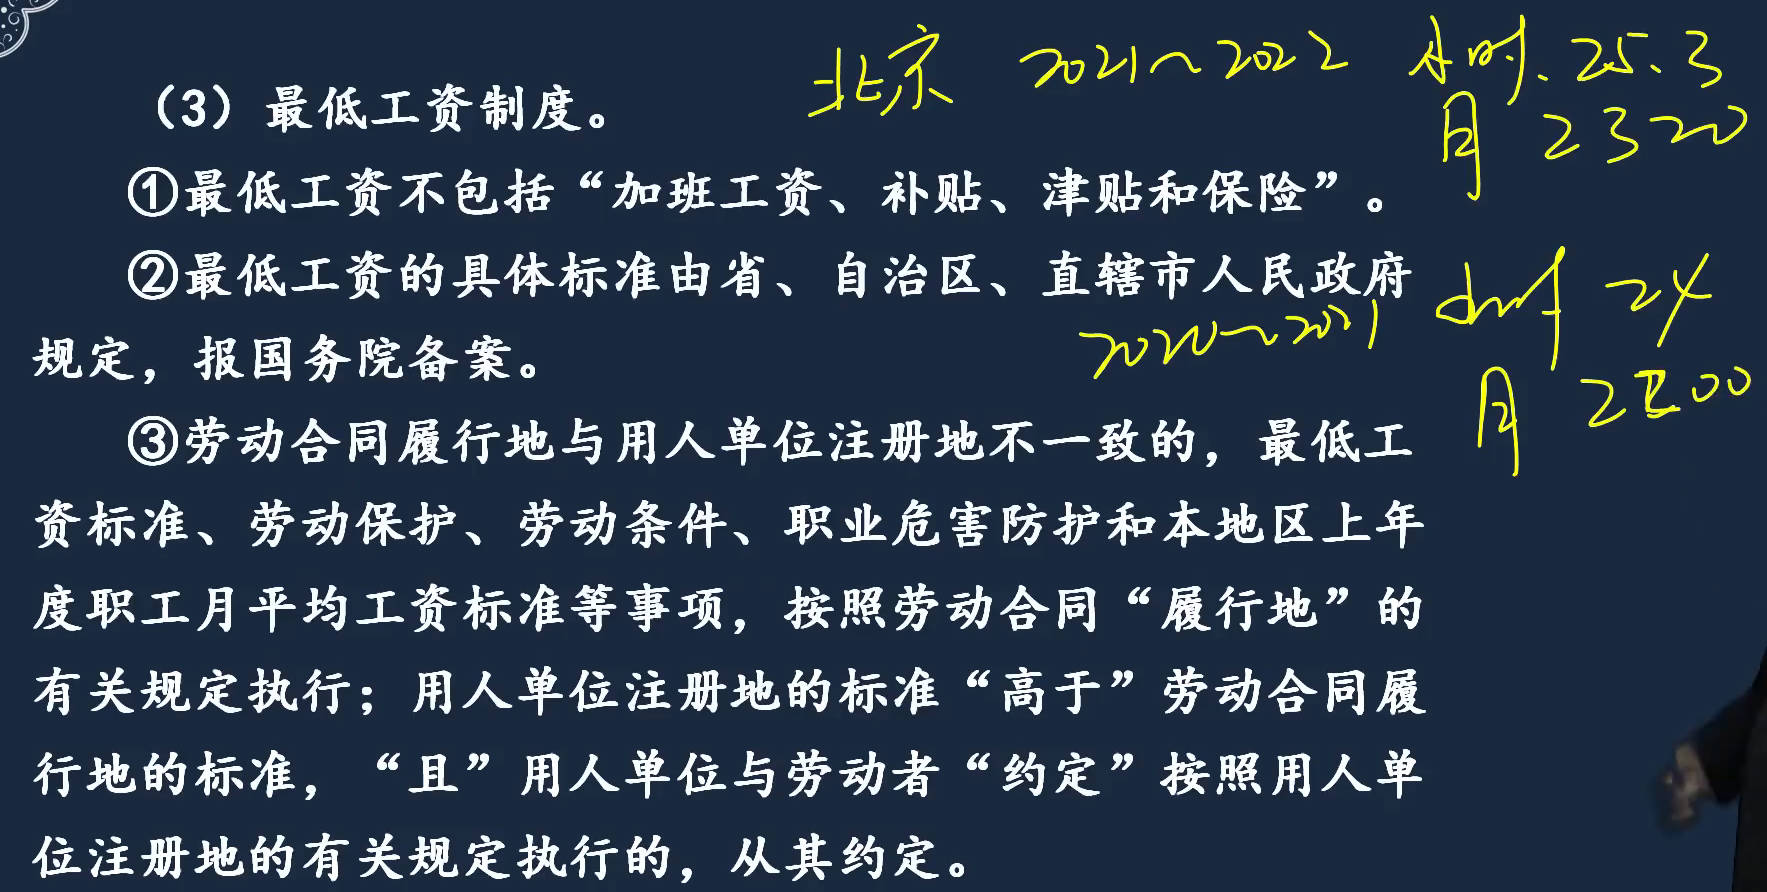 北京 2021~2022 小时、25.3
月 2320
（3）最低工资制度。
①最低工资不包括“加班工资、补贴、津贴和保险”。
②最低工资的具体标准由省、自治区、直辖市人民政府
小时 24
2020~2021
规定，报国务院备案。
月 2200
③劳动合同履行地与用人单位注册地不一致的，最低工
资标准、劳动保护、劳动条件、职业危害防护和本地区上年
度职工月平均工资标准等事项，按照劳动合同“履行地”的
有关规定执行；用人单位注册地的标准“高于”劳动合同履
行地的标准，“且”用人单位与劳动者“约定”按照用人单
位注册地的有关规定执行的，从其约定。